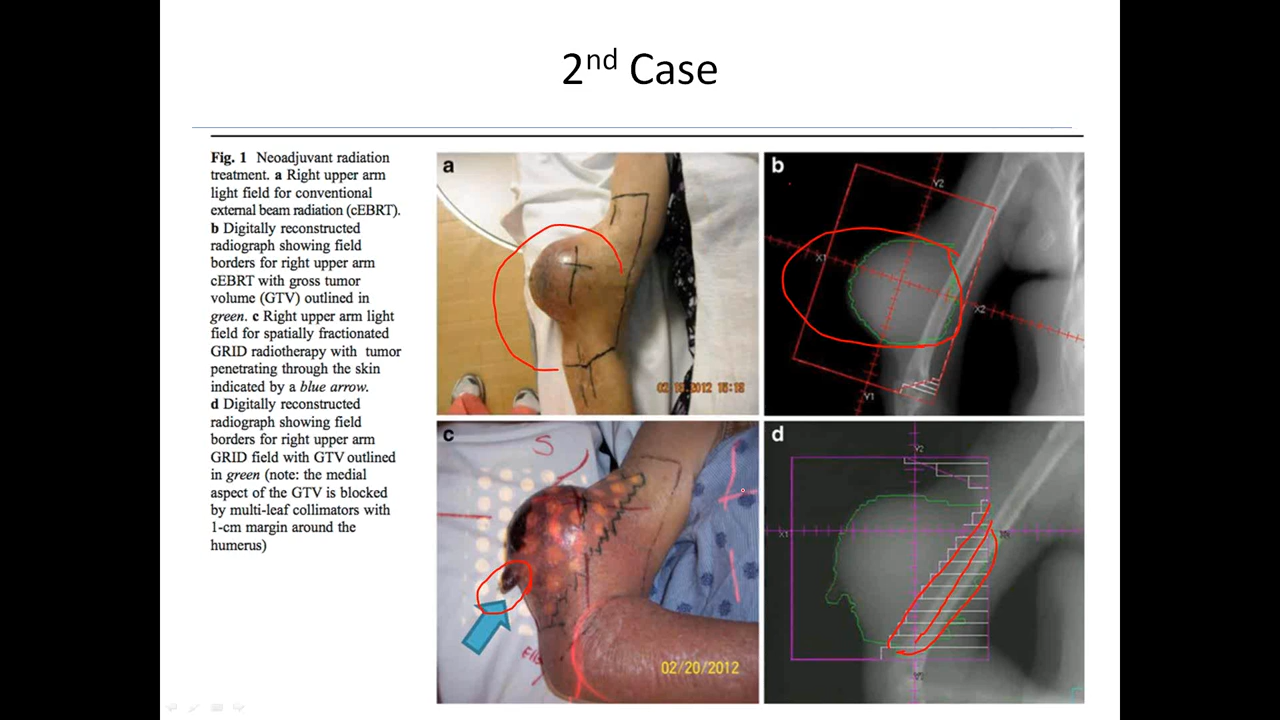 2nd Case
Fig. 1 Neoadjuvant radiation
treatment. a Right upper arm
light field for conventional
external beam radiation (cEBRT).
b Digitally reconstructed
radiograph showing field
borders for right upper arm
cEBRT with gross tumor
volume (GTV) outlined in
green. c Right upper arm light
field for spatially fractionated
GRID radiotherapy with tumor
penetrating through the skin
indicated by a blue arrow.
d Digitally reconstructed
radiograph showing field
borders for right upper arm
GRID field with GTV outlined
in green (note: the medial
aspect of the GTV is blocked
by multi-leaf collimators with
1-cm margin around the
humerus)
a
b
Y2
X1
X2
Y1
c
S
02/20/2012
d
Y2
X1